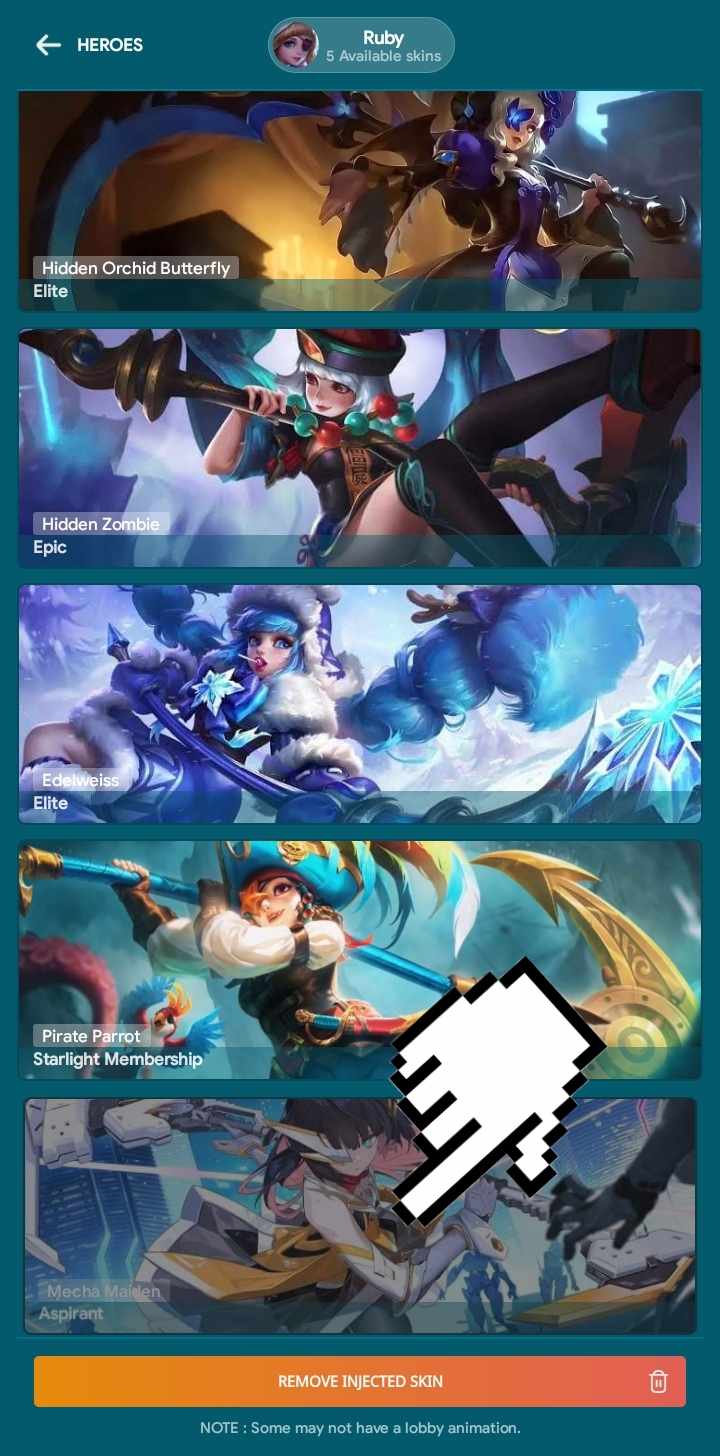 HEROES
Ruby
5 Available skins
Hidden Orchid Butterfly
Elite
Hidden Zombie
Epic
Edelweiss
Elite
Pirate Parrot
Starlight Membership
Mecha Maiden
Aspirant
REMOVE INJECTED SKIN
NOTE : Some may not have a lobby animation.